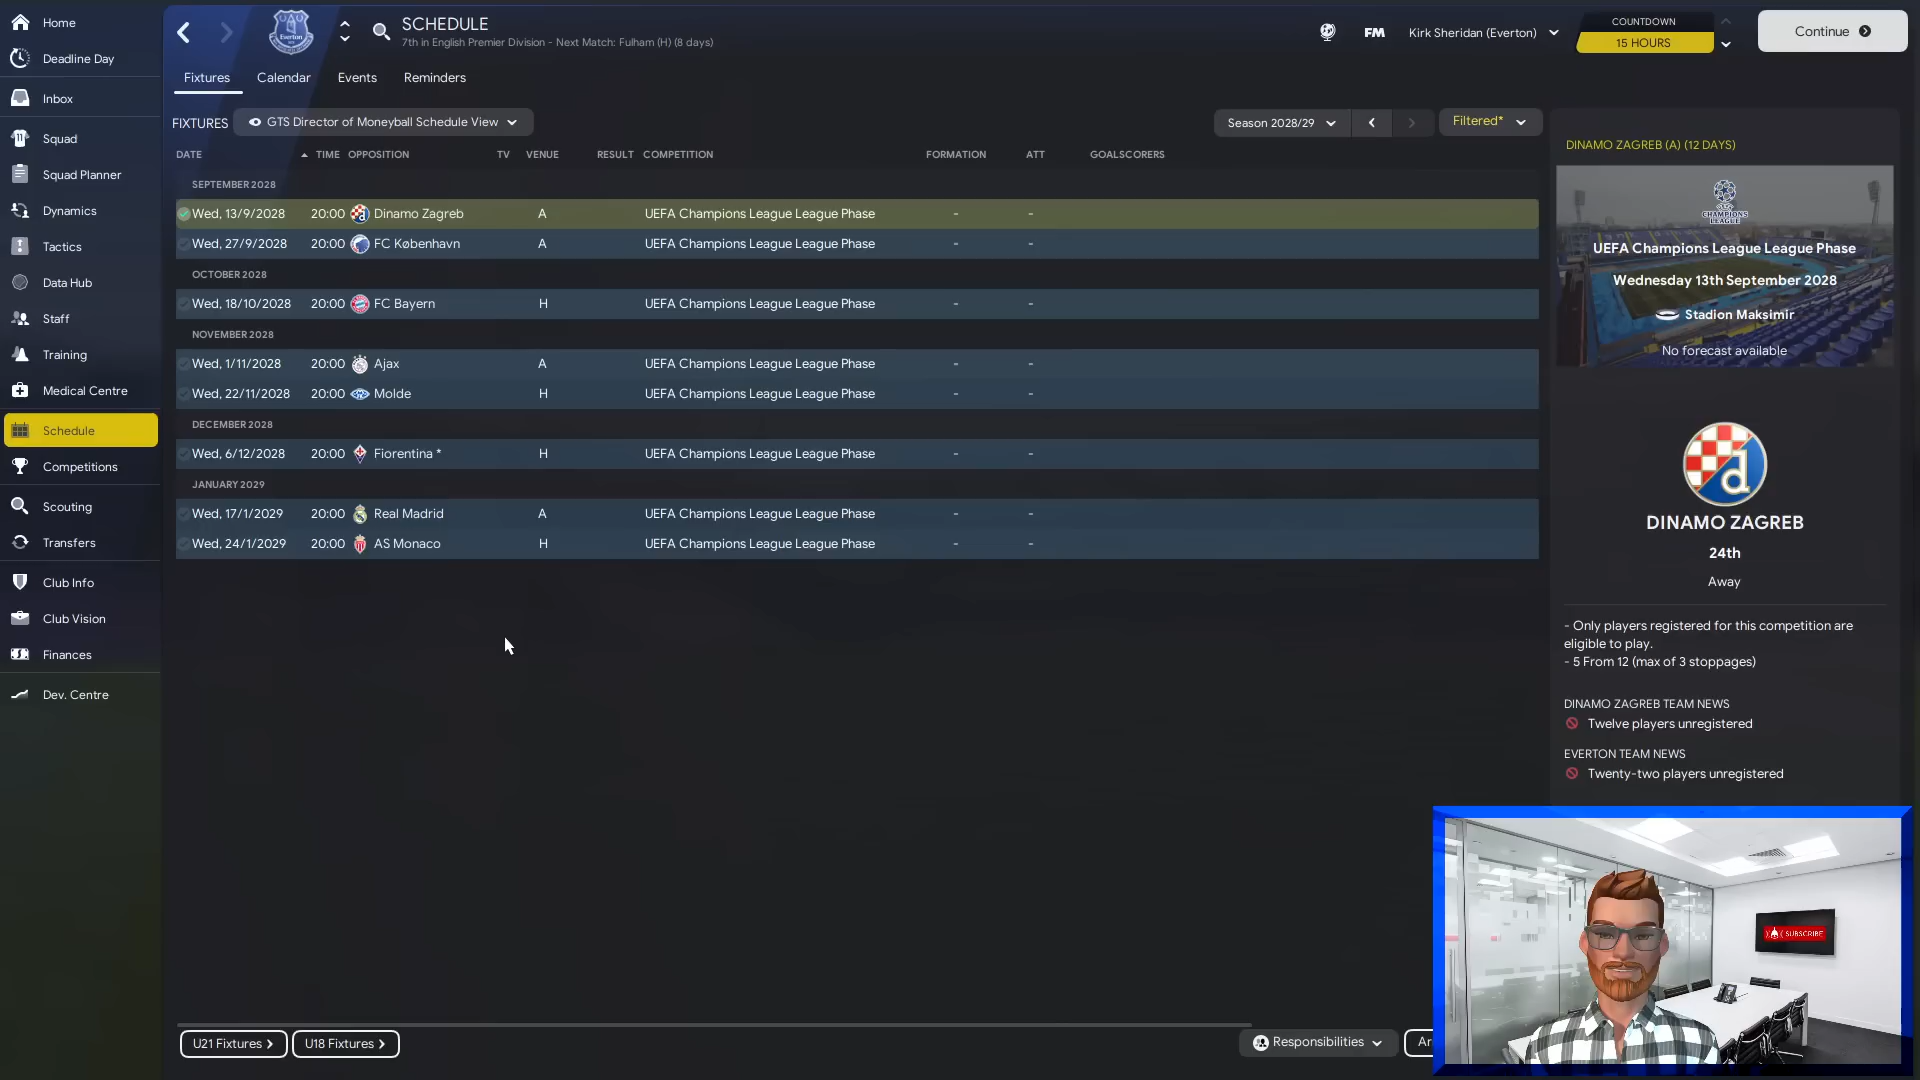 Home
Deadline Day
Inbox
Squad
Squad Planner
Dynamics
Tactics
Data Hub
Staff
Training
Medical Centre
Schedule
Competitions
Scouting
Transfers
Club Info
Club Vision
Finances
Dev. Centre
Everton
SCHEDULE
7th in English Premier Division - Next Match: Fulham (H) (8 days)
FM
Kirk Sheridan (Everton)
COUNTDOWN
15 HOURS
Continue
Fixtures Calendar Events Reminders
FIXTURES GTS Director of Moneyball Schedule View Season 2028/29 Filtered*
DATE TIME OPPOSITION TV VENUE RESULT COMPETITION FORMATION ATT GOALSCORERS
SEPTEMBER 2028
Wed, 13/9/2028 20:00 Dinamo Zagreb A UEFA Champions League League Phase - -
Wed, 27/9/2028 20:00 FC København A UEFA Champions League League Phase - -
OCTOBER 2028
Wed, 18/10/2028 20:00 FC Bayern H UEFA Champions League League Phase - -
NOVEMBER 2028
Wed, 1/11/2028 20:00 Ajax A UEFA Champions League League Phase - -
Wed, 22/11/2028 20:00 Molde H UEFA Champions League League Phase - -
DECEMBER 2028
Wed, 6/12/2028 20:00 Fiorentina * H UEFA Champions League League Phase - -
JANUARY 2029
Wed, 17/1/2029 20:00 Real Madrid A UEFA Champions League League Phase - -
Wed, 24/1/2029 20:00 AS Monaco H UEFA Champions League League Phase - -
DINAMO ZAGREB (A) (12 DAYS)
UEFA
CHAMPIONS
LEAGUE
UEFA Champions League League Phase
Wednesday 13th September 2028
Stadion Maksimir
No forecast available
DINAMO ZAGREB
24th
Away
- Only players registered for this competition are
eligible to play.
- 5 From 12 (max of 3 stoppages)
DINAMO ZAGREB TEAM NEWS
Twelve players unregistered
EVERTON TEAM NEWS
Twenty-two players unregistered
SUBSCRIBE
U21 Fixtures U18 Fixtures Responsibilities